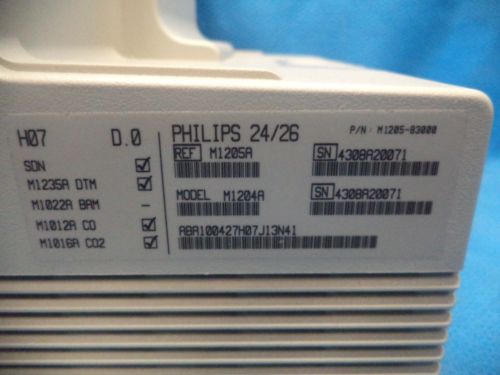 H07 D.0
SDN
M1235A DTM
M1022A BAM -
M1012A CO
M1016A CO2
PHILIPS 24/26
P/N: M1205-83000
REF M1205A
SN 4308A20071
MODEL M1204A
SN 4308A20071
ABA100427H07J13N41